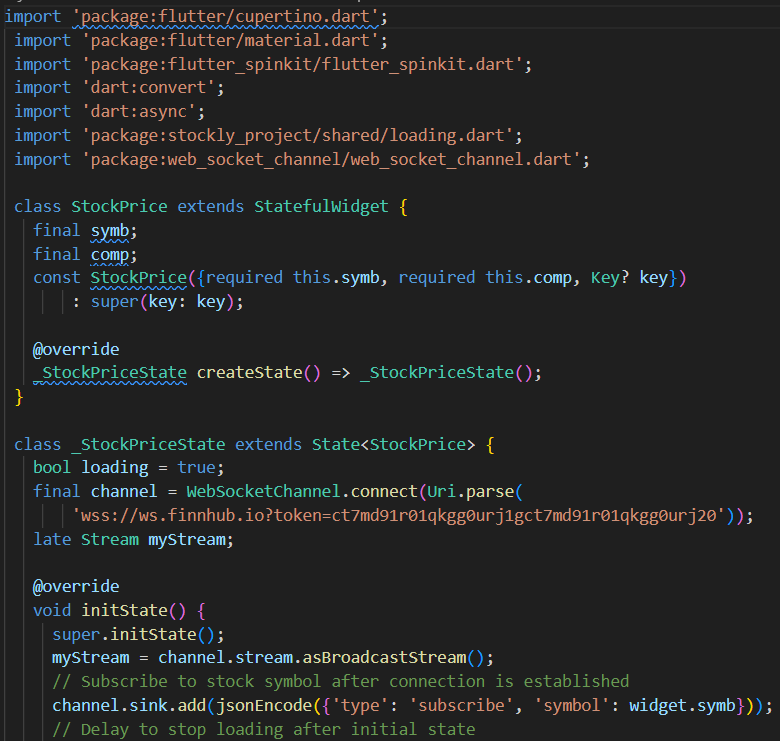 import 'package:flutter/cupertino.dart';
import 'package:flutter/material.dart';
import 'package:flutter_spinkit/flutter_spinkit.dart';
import 'dart:convert';
import 'dart:async';
import 'package:stockly_project/shared/loading.dart';
import 'package:web_socket_channel/web_socket_channel.dart';

class StockPrice extends StatefulWidget {
  final symb;
  final comp;
  const StockPrice({required this.symb, required this.comp, Key? key})
      : super(key: key);

  @override
  _StockPriceState createState() => _StockPriceState();
}

class _StockPriceState extends State<StockPrice> {
  bool loading = true;
  final channel = WebSocketChannel.connect(Uri.parse(
      'wss://ws.finnhub.io?token=ct7md91r01qkgg0urj1gct7md91r01qkgg0urj20'));
  late Stream myStream;

  @override
  void initState() {
    super.initState();
    myStream = channel.stream.asBroadcastStream();
    // Subscribe to stock symbol after connection is established
    channel.sink.add(jsonEncode({'type': 'subscribe', 'symbol': widget.symb}));
    // Delay to stop loading after initial state